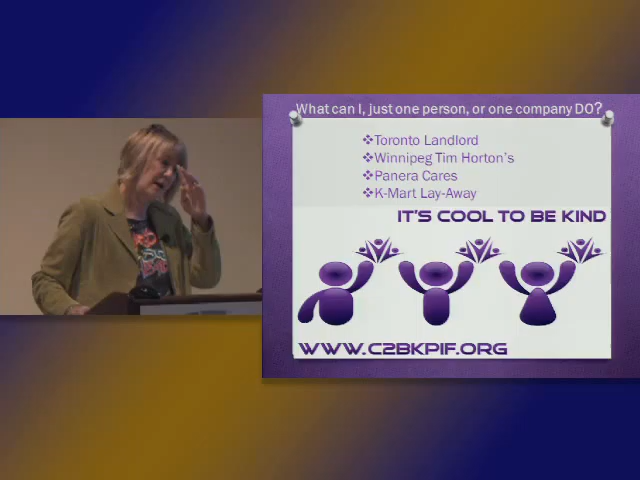 What can I, just one person, or one company DO?
❖Toronto Landlord
❖Winnipeg Tim Horton's
❖Panera Cares
❖K-Mart Lay-Away
IT'S COOL TO BE KIND
WWW.C2BKPIF.ORG